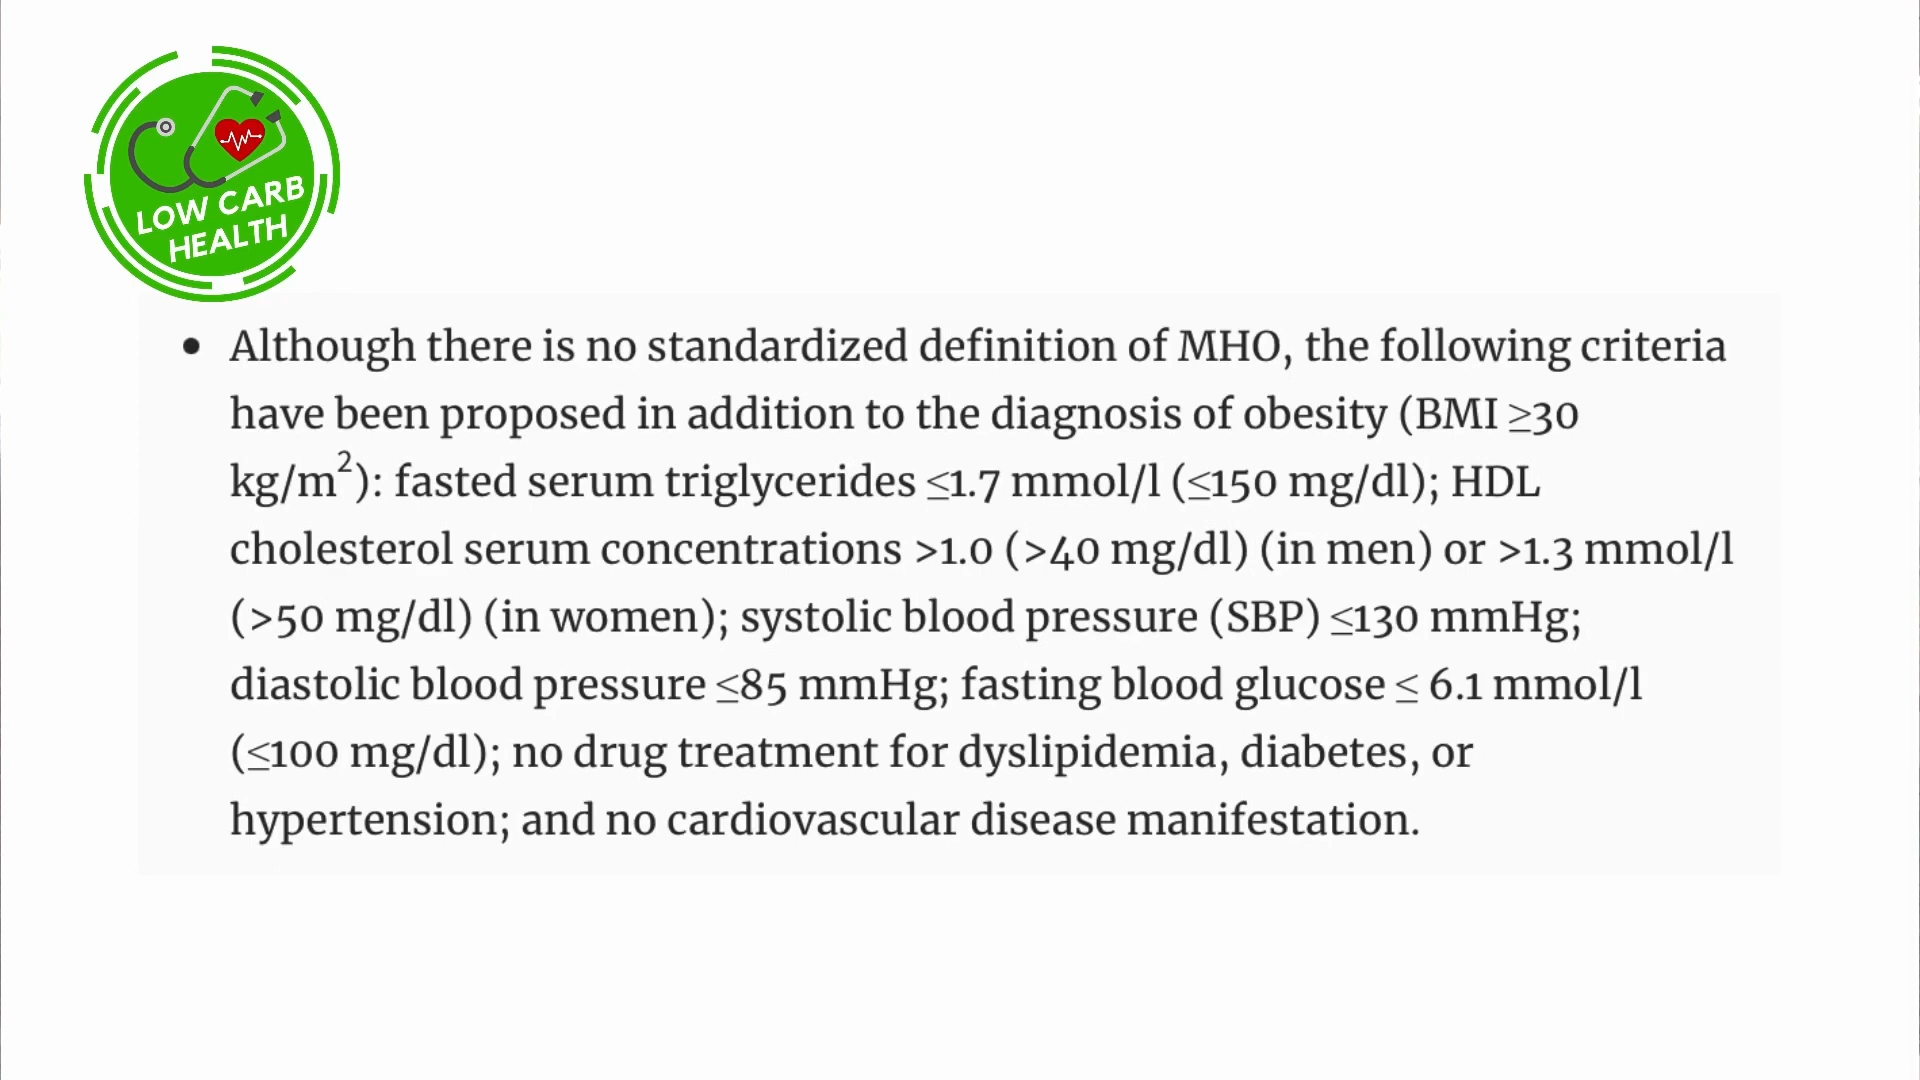 LOW CARB
HEALTH
• Although there is no standardized definition of MHO, the following criteria
have been proposed in addition to the diagnosis of obesity (BMI ≥30
kg/m²): fasted serum triglycerides ≤1.7 mmol/l (≤150 mg/dl); HDL
cholesterol serum concentrations >1.0 (>40 mg/dl) (in men) or >1.3 mmol/l
(>50 mg/dl) (in women); systolic blood pressure (SBP) ≤130 mmHg;
diastolic blood pressure ≤85 mmHg; fasting blood glucose ≤ 6.1 mmol/l
(≤100 mg/dl); no drug treatment for dyslipidemia, diabetes, or
hypertension; and no cardiovascular disease manifestation.